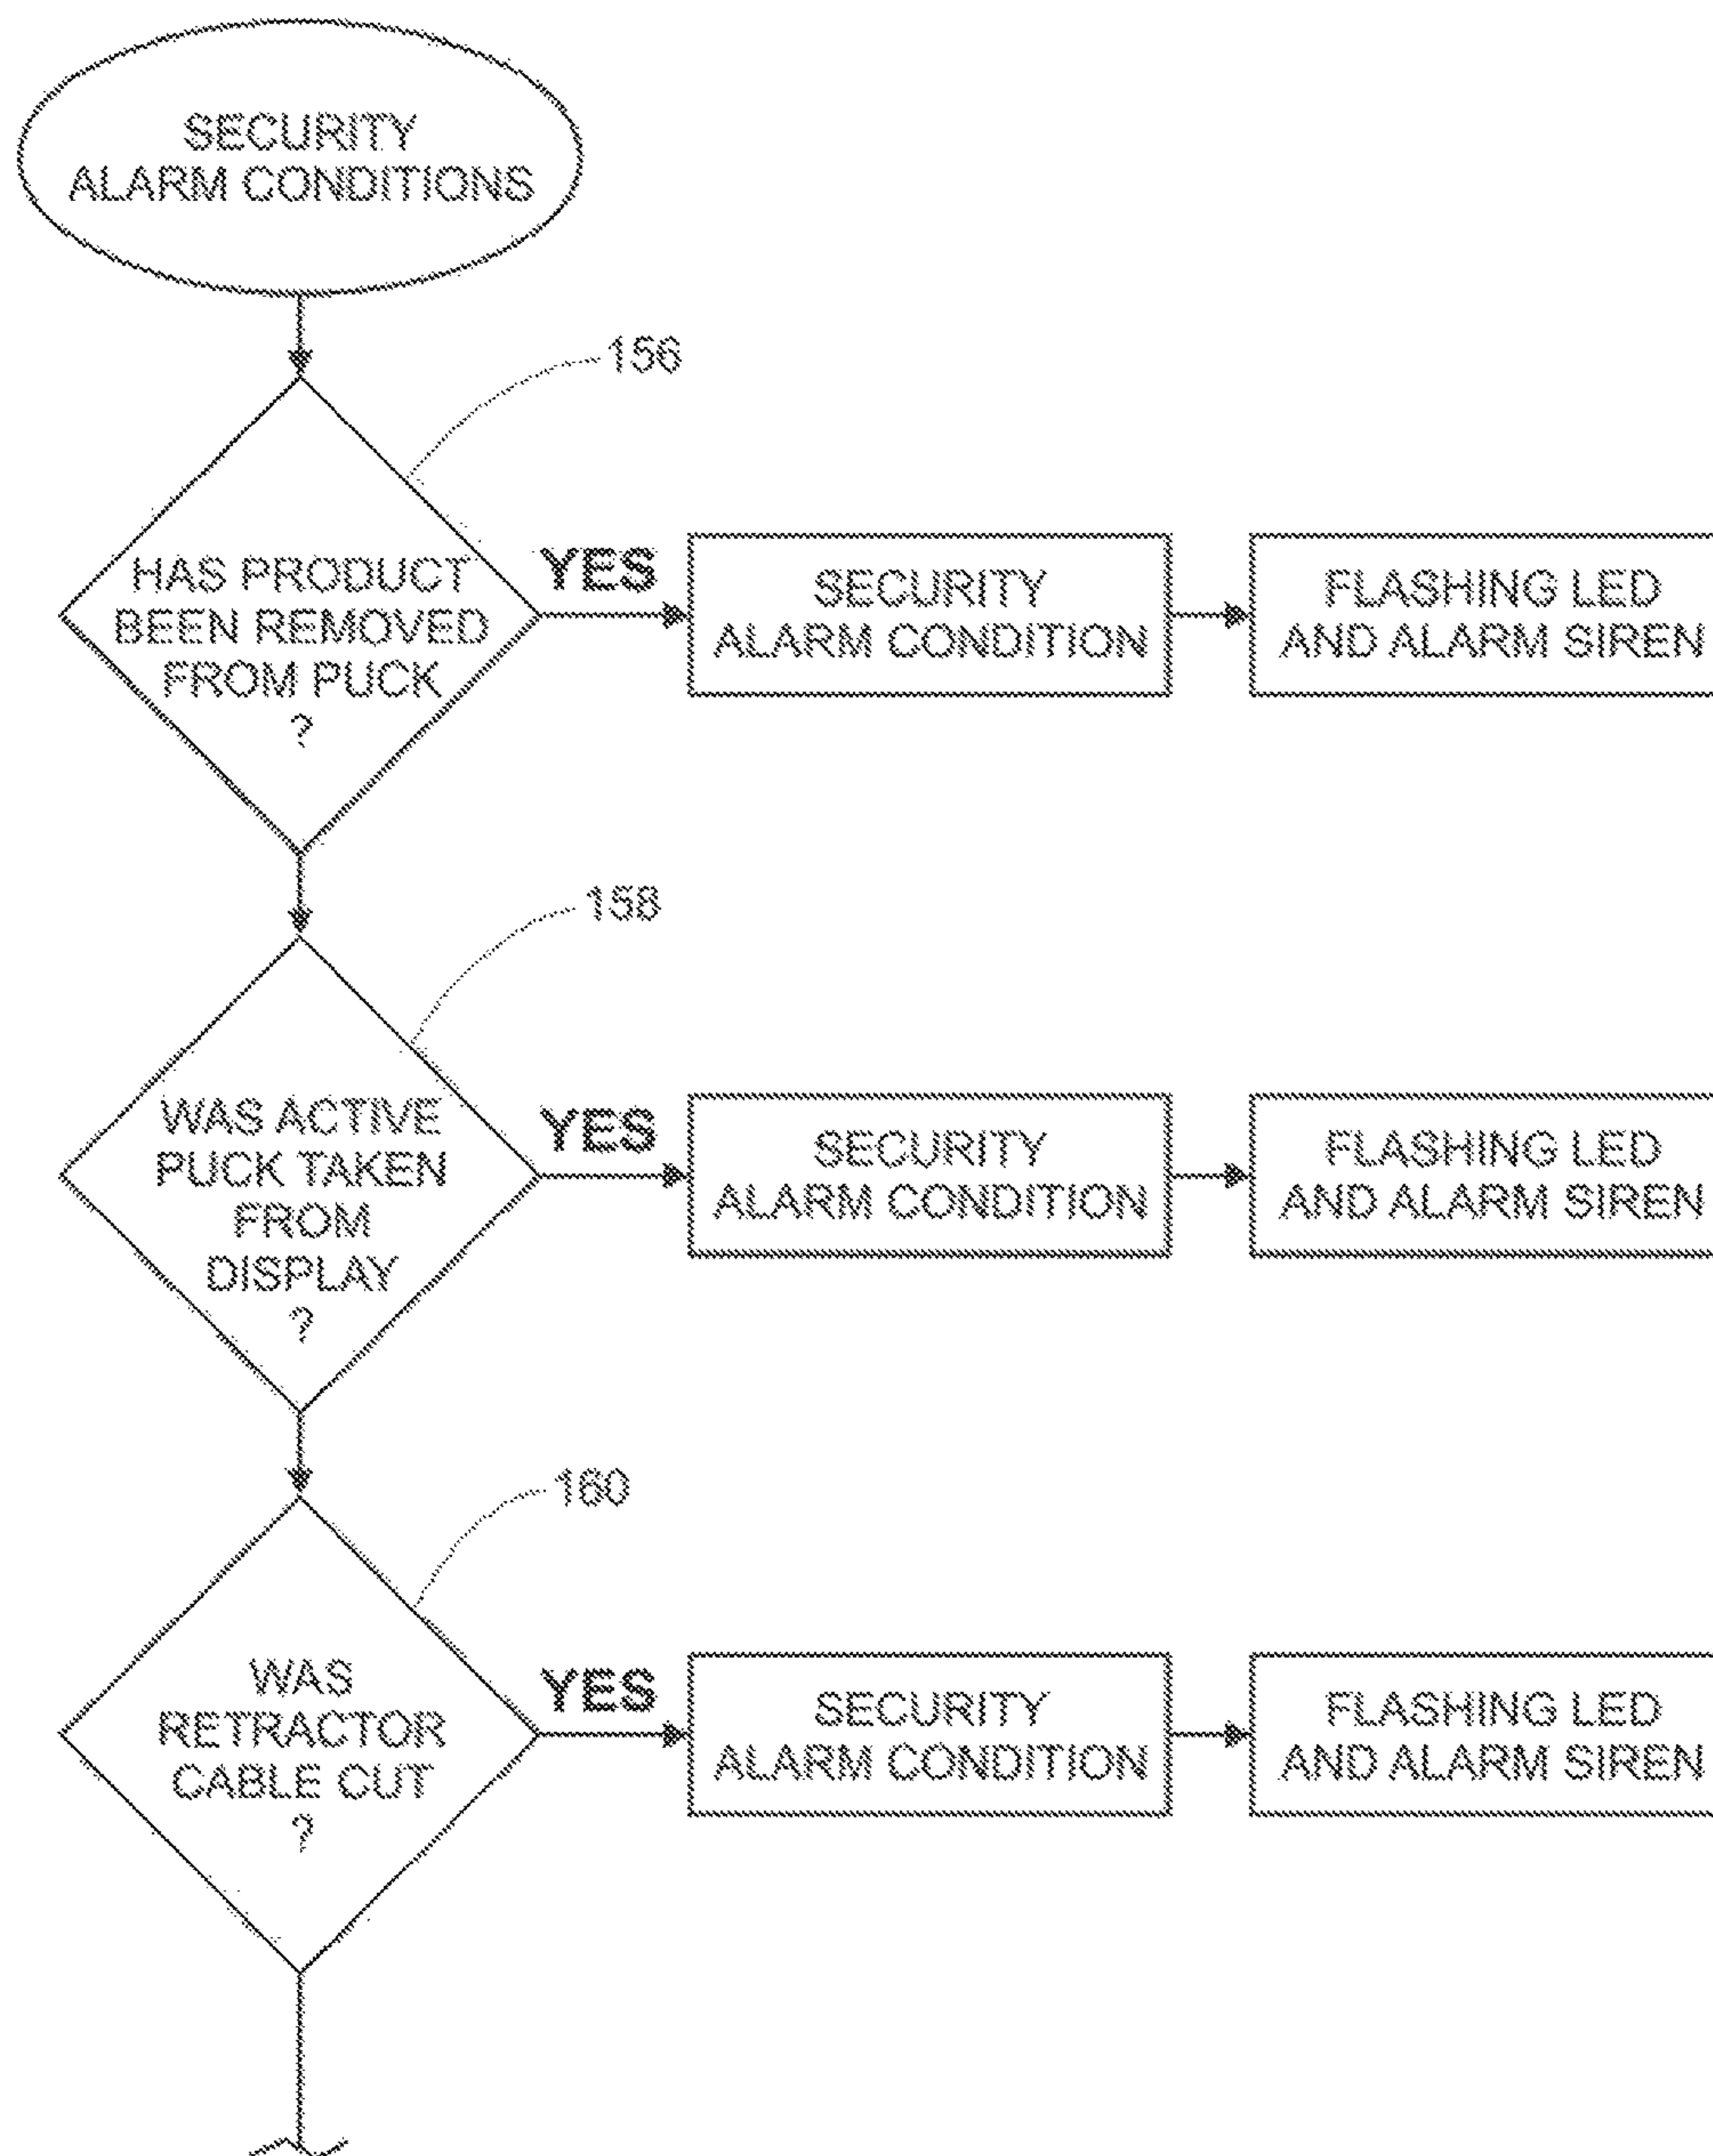 SECURITY
ALARM CONDITIONS
156
HAS PRODUCT
BEEN REMOVED
FROM PUCK
?
YES
SECURITY
ALARM CONDITION
FLASHING LED
AND ALARM SIREN
158
WAS ACTIVE
PUCK TAKEN
FROM
DISPLAY
?
YES
SECURITY
ALARM CONDITION
FLASHING LED
AND ALARM SIREN
160
WAS
RETRACTOR
CABLE CUT
?
YES
SECURITY
ALARM CONDITION
FLASHING LED
AND ALARM SIREN